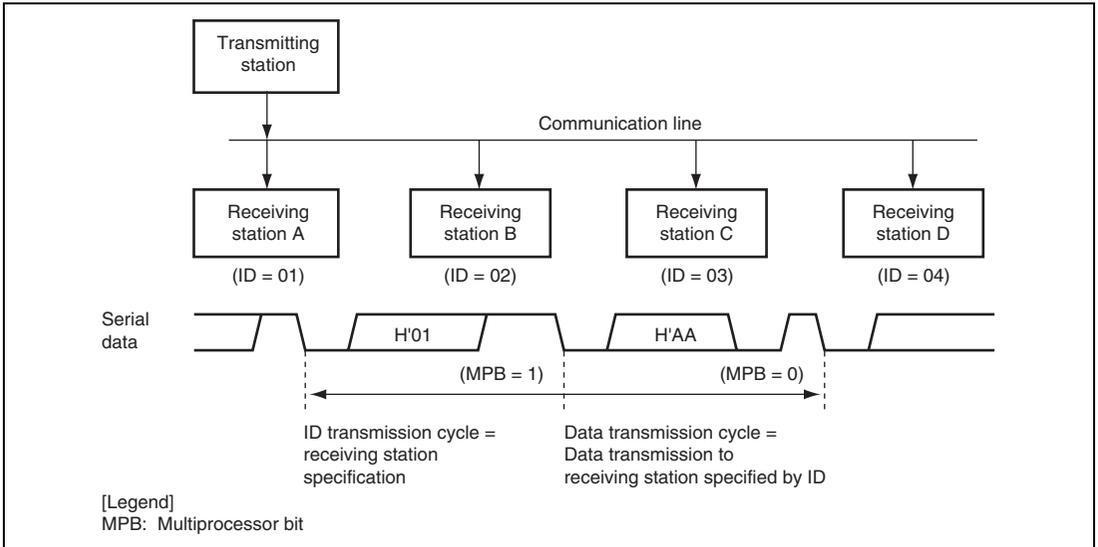 Transmitting
station
Communication line
Receiving
station A
Receiving
station B
Receiving
station C
Receiving
station D
(ID = 01)
(ID = 02)
(ID = 03)
(ID = 04)
Serial
data
H'01
H'AA
(MPB = 1)
(MPB = 0)
ID transmission cycle =
receiving station
specification
Data transmission cycle =
Data transmission to
receiving station specified by ID
[Legend]
MPB: Multiprocessor bit